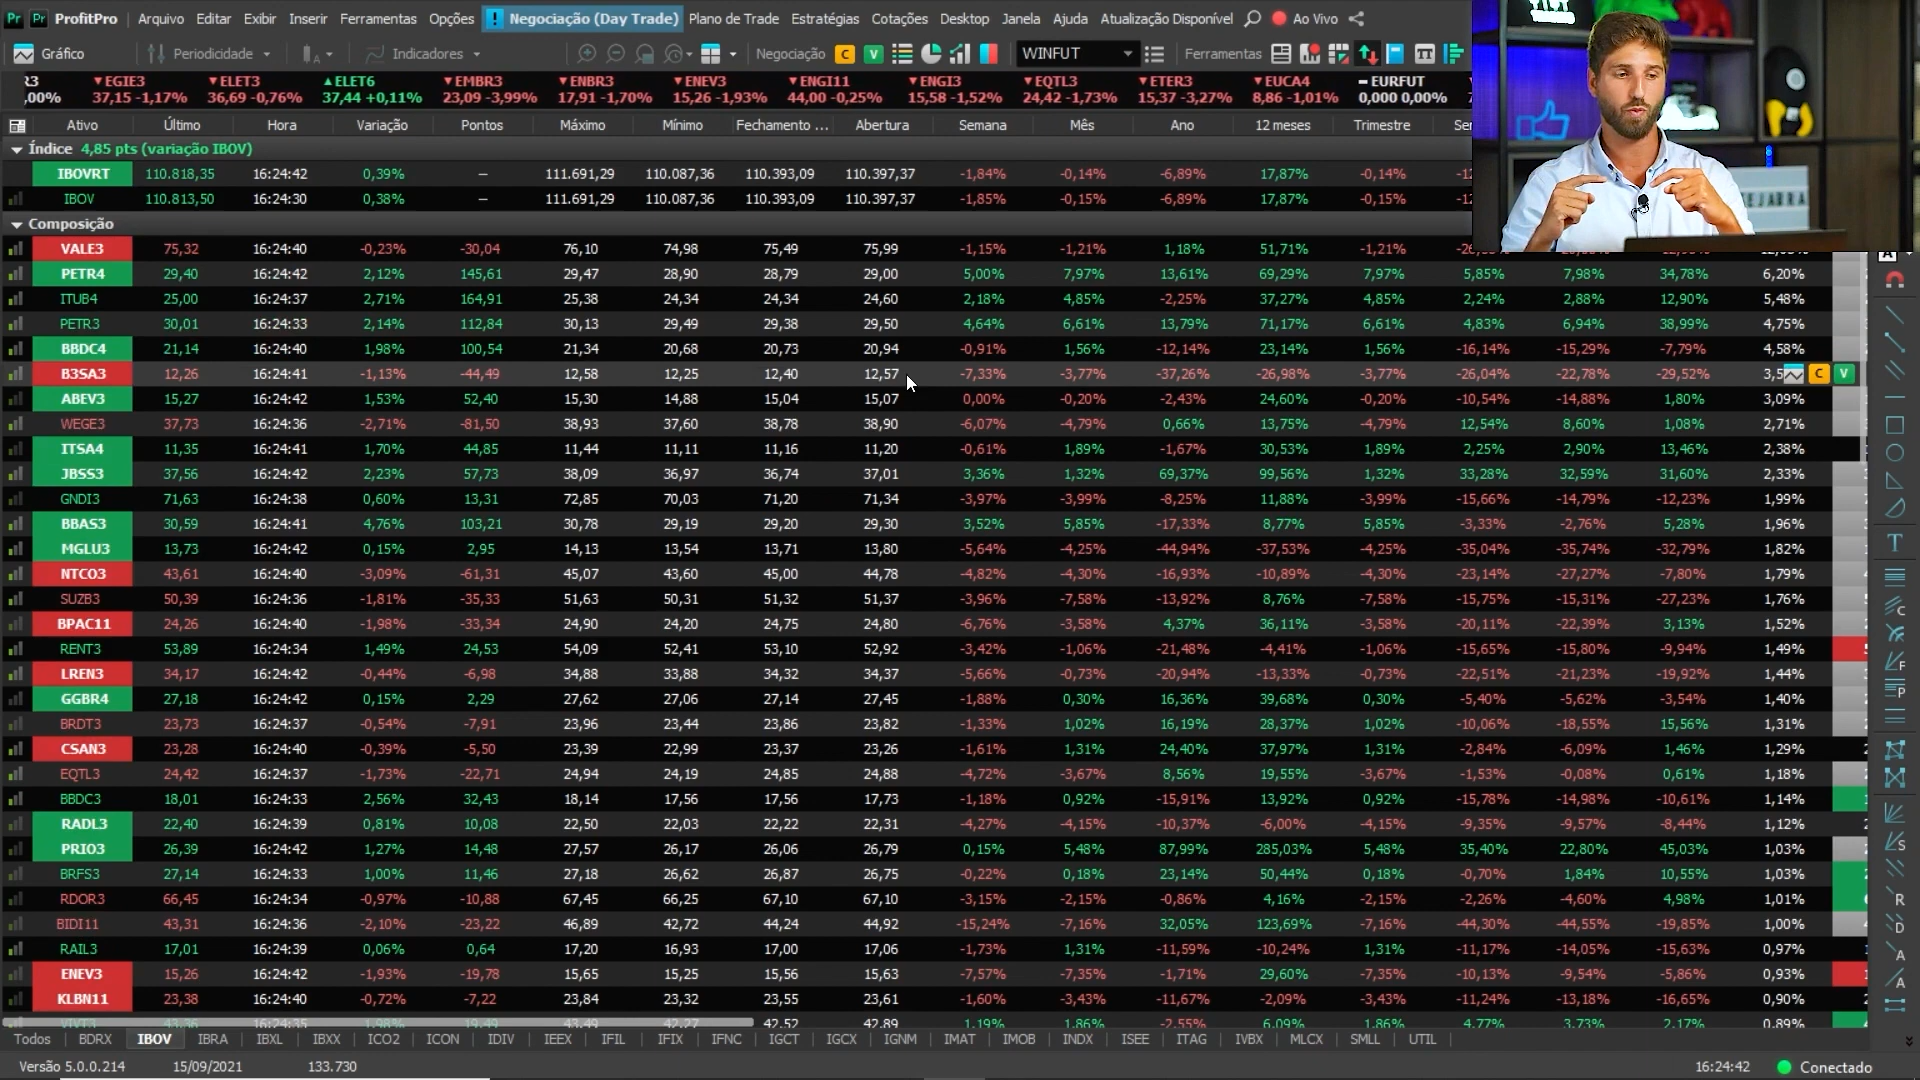 ProfitPro Arquivo Editar Exibir Inserir Ferramentas Opções ! Negociação (Day Trade) Plano de Trade Estratégias Cotações Desktop Janela Ajuda Atualização Disponível Ao Vivo
Gráfico Periodicidade Indicadores Negociação C V WINFUT Ferramentas
R3 ▼EGIE3 ▼ELET3 ▲ELET6 ▼EMBR3 ▼ENBR3 ▼ENEV3 ▼ENGI11 ▼ENGI3 ▼EQTL3 ▼ETER3 ▼EUCA4 EURFUT
,00% 37,15 -1,17% 36,69 -0,76% 37,44 +0,11% 23,09 -3,99% 17,91 -1,70% 15,26 -1,93% 44,00 -0,25% 15,58 -1,52% 24,42 -1,73% 15,37 -3,27% 8,86 -1,01% 0,000 0,00%
Ativo Último Hora Variação Pontos Máximo Mínimo Fechamento ... Abertura Semana Mês Ano 12 meses Trimestre
Índice 4,85 pts (variação IBOV)
IBOVRT 110.818,35 16:24:42 0,39% – 111.691,29 110.087,36 110.393,09 110.397,37 -1,84% -0,14% -6,89% 17,87% -0,14%
IBOV 110.813,50 16:24:30 0,38% – 111.691,29 110.087,36 110.393,09 110.397,37 -1,85% -0,15% -6,89% 17,87% -0,15%
EJABRA
Composição
VALE3 75,32 16:24:40 -0,23% -30,04 76,10 74,98 75,49 75,99 -1,15% -1,21% 1,18% 51,71% -1,21%
PETR4 29,40 16:24:42 2,12% 145,61 29,47 28,90 28,79 29,00 5,00% 7,97% 13,61% 69,29% 7,97% 5,85% 7,98% 34,78% 6,20%
ITUB4 25,00 16:24:37 2,71% 164,91 25,38 24,34 24,34 24,60 2,18% 4,85% -2,25% 37,27% 4,85% 2,24% 2,88% 12,90% 5,48%
PETR3 30,01 16:24:33 2,14% 112,84 30,13 29,49 29,38 29,50 4,64% 6,61% 13,79% 71,17% 6,61% 4,83% 6,94% 38,99% 4,75%
BBDC4 21,14 16:24:40 1,98% 100,54 21,34 20,68 20,73 20,94 -0,91% 1,56% -12,14% 23,14% 1,56% -16,14% -15,29% -7,79% 4,58%
B3SA3 12,26 16:24:41 -1,13% -44,49 12,58 12,25 12,40 12,57 -7,33% -3,77% -37,26% -26,98% -3,77% -26,04% -22,78% -29,52% 3,5 C V
ABEV3 15,27 16:24:42 1,53% 52,40 15,30 14,88 15,04 15,07 0,00% -0,20% -2,43% 24,60% -0,20% -10,54% -14,88% 1,80% 3,09%
WEGE3 37,73 16:24:36 -2,71% -81,50 38,93 37,60 38,78 38,90 -6,07% -4,79% 0,66% 13,75% -4,79% 12,54% 8,60% 1,08% 2,71%
ITSA4 11,35 16:24:41 1,70% 44,85 11,44 11,11 11,16 11,20 -0,61% 1,89% -1,67% 30,53% 1,89% 2,25% 2,90% 13,46% 2,38%
JBSS3 37,56 16:24:42 2,23% 57,73 38,09 36,97 36,74 37,01 3,36% 1,32% 69,37% 99,56% 1,32% 33,28% 32,59% 31,60% 2,33%
GNDI3 71,63 16:24:38 0,60% 13,31 72,85 70,03 71,20 71,34 -3,97% -3,99% -8,25% 11,88% -3,99% -15,66% -14,79% -12,23% 1,99%
BBAS3 30,59 16:24:41 4,76% 103,21 30,78 29,19 29,20 29,30 3,52% 5,85% -17,33% 8,77% 5,85% -3,33% -2,76% 5,28% 1,96%
MGLU3 13,73 16:24:42 0,15% 2,95 14,13 13,54 13,71 13,80 -5,64% -4,25% -44,94% -37,53% -4,25% -35,04% -35,74% -32,79% 1,82%
NTCO3 43,61 16:24:40 -3,09% -61,31 45,07 43,60 45,00 44,78 -4,82% -4,30% -16,93% -10,89% -4,30% -23,14% -27,27% -7,80% 1,79%
SUZB3 50,39 16:24:36 -1,81% -35,33 51,63 50,31 51,32 51,37 -3,96% -7,58% -13,92% 8,76% -7,58% -15,75% -15,31% -27,23% 1,76%
BPAC11 24,26 16:24:40 -1,98% -33,34 24,90 24,20 24,75 24,80 -6,76% -3,58% 4,37% 36,11% -3,58% -20,11% -22,39% 3,13% 1,52%
RENT3 53,89 16:24:34 1,49% 24,53 54,09 52,41 53,10 52,92 -3,42% -1,06% -21,48% -4,41% -1,06% -15,65% -15,80% -9,94% 1,49%
LREN3 34,17 16:24:42 -0,44% -6,98 34,88 33,88 34,32 34,37 -5,66% -0,73% -20,94% -13,33% -0,73% -22,51% -21,23% -19,92% 1,44%
GGBR4 27,18 16:24:42 0,15% 2,29 27,62 27,06 27,14 27,45 -1,88% 0,30% 16,36% 39,68% 0,30% -5,40% -5,62% -3,54% 1,40%
BRDT3 23,73 16:24:37 -0,54% -7,91 23,96 23,44 23,86 23,82 -1,33% 1,02% 16,19% 28,37% 1,02% -10,06% -18,55% 15,56% 1,31%
CSAN3 23,28 16:24:40 -0,39% -5,50 23,39 22,99 23,37 23,26 -1,61% 1,31% 24,40% 37,97% 1,31% -2,84% -6,09% 1,46% 1,29%
EQTL3 24,42 16:24:37 -1,73% -22,71 24,94 24,19 24,85 24,88 -4,72% -3,67% 8,56% 19,55% -3,67% -1,53% -0,08% 0,61% 1,18%
BBDC3 18,01 16:24:33 2,56% 32,43 18,14 17,56 17,56 17,73 -1,18% 0,92% -15,91% 13,92% 0,92% -15,78% -14,98% -10,61% 1,14%
RADL3 22,40 16:24:39 0,81% 10,08 22,50 22,03 22,22 22,31 -4,27% -4,15% -10,37% -6,00% -4,15% -9,35% -9,57% -8,44% 1,12%
PRIO3 26,39 16:24:42 1,27% 14,48 27,57 26,17 26,06 26,79 0,15% 5,48% 87,99% 285,03% 5,48% 35,40% 22,80% 45,03% 1,03%
BRFS3 27,14 16:24:33 1,00% 11,46 27,18 26,62 26,87 26,75 -0,22% 0,18% 23,14% 50,44% 0,18% -0,70% 1,84% 10,55% 1,03%
RDOR3 66,45 16:24:34 -0,97% -10,88 67,45 66,25 67,10 67,10 -3,15% -2,15% -0,86% 4,16% -2,15% -2,26% -4,60% 4,98% 1,01%
BIDI11 43,31 16:24:36 -2,10% -23,22 46,89 42,72 44,24 44,92 -15,24% -7,16% 32,05% 123,69% -7,16% -44,30% -44,55% -19,85% 1,00%
RAIL3 17,01 16:24:39 0,06% 0,64 17,20 16,93 17,00 17,06 -1,73% 1,31% -11,59% -10,24% 1,31% -11,17% -14,05% -15,63% 0,97%
ENEV3 15,26 16:24:42 -1,93% -19,78 15,65 15,25 15,56 15,63 -7,57% -7,35% -1,71% 29,60% -7,35% -10,13% -9,54% -5,86% 0,93%
KLBN11 23,38 16:24:40 -0,72% -7,22 23,84 23,32 23,55 23,61 -1,60% -3,43% -11,67% -2,09% -3,43% -11,24% -13,18% -16,65% 0,90%
VIVT3 43,36 16:24:35 1,98% 19,49 43,49 42,27 42,52 42,89 1,19% 1,86% -2,55% 6,09% 1,86% 4,77% 3,73% 2,17% 0,89%
Todos BDRX IBOV IBRA IBXL IBXX ICO2 ICON IDIV IEEX IFIL IFIX IFNC IGCT IGCX IGNM IMAT IMOB INDX ISEE ITAG IVBX MLCX SMLL UTIL
Versão 5.0.0.214 15/09/2021 133.730 16:24:42 Conectado